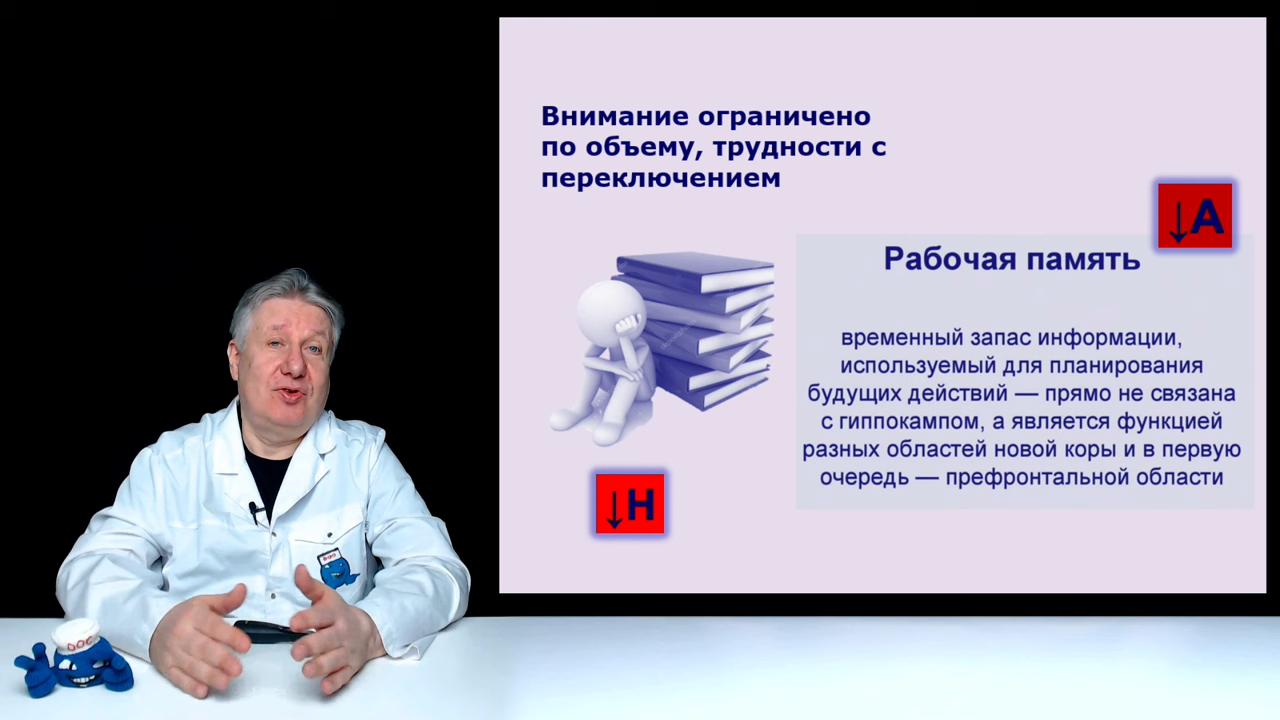 Внимание ограничено
по объему, трудности с
переключением
↓А
Рабочая память
временный запас информации,
используемый для планирования
будущих действий — прямо не связана
с гиппокампом, а является функцией
разных областей новой коры и в первую
очередь — префронтальной области
↓Н
DOC